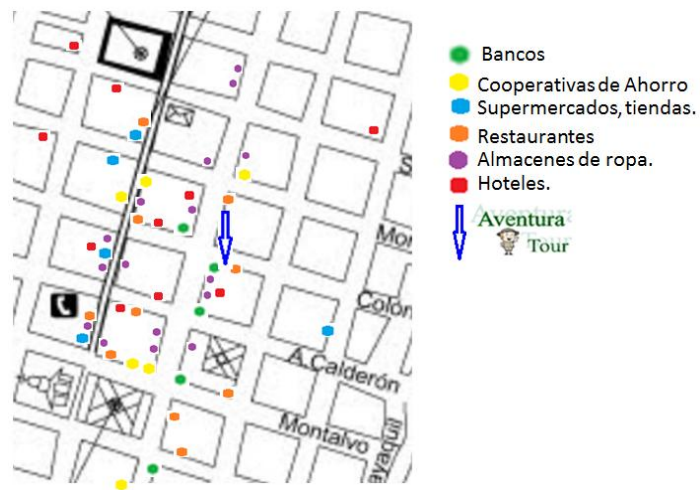 Bancos
Cooperativas de Ahorro
Supermercados, tiendas.
Restaurantes
Almacenes de ropa.
Hoteles.
Aventura
Tour
Colón
A.Calderón
Montalvo